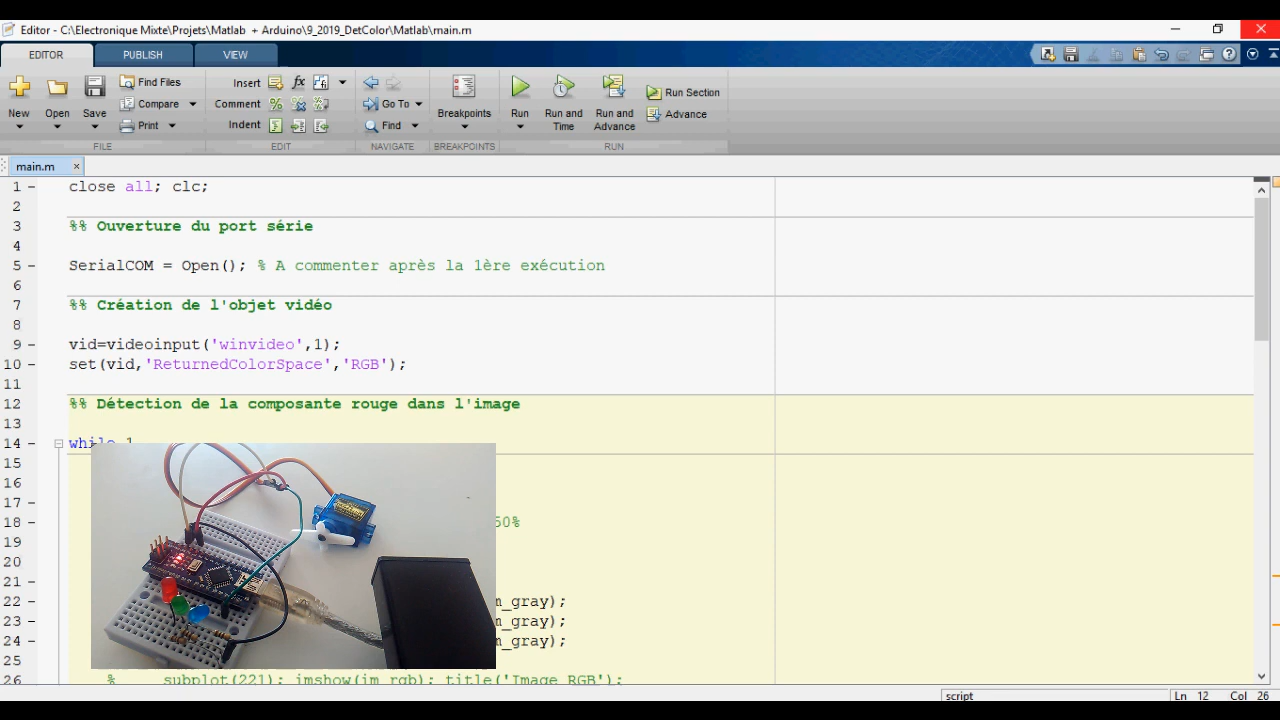 Editor - C:\Electronique Mixte\Projets\Matlab + Arduino\9_2019_DetColor\Matlab\main.m
EDITOR PUBLISH VIEW
New Open Save Find Files Compare Print
Insert fx Comment Indent
Go To Find
Breakpoints
Run Run and Time Run and Advance Run Section Advance
FILE EDIT NAVIGATE BREAKPOINTS RUN
main.m ×
1 - close all; clc;
2
3 %% Ouverture du port série
4
5 - SerialCOM = Open(); % A commenter après la 1ère exécution
6
7 %% Création de l'objet vidéo
8
9 - vid=videoinput('winvideo',1);
10 - set(vid,'ReturnedColorSpace','RGB');
11
12 %% Détection de la composante rouge dans l'image
13
14 - while 1
15
16
17 -
18 - 50%
19
20
21 -
22 - m_gray);
23 - m_gray);
24 - m_gray);
25
26 % subplot(221); imshow(im_rgb); title('Image RGB');
script Ln 12 Col 26